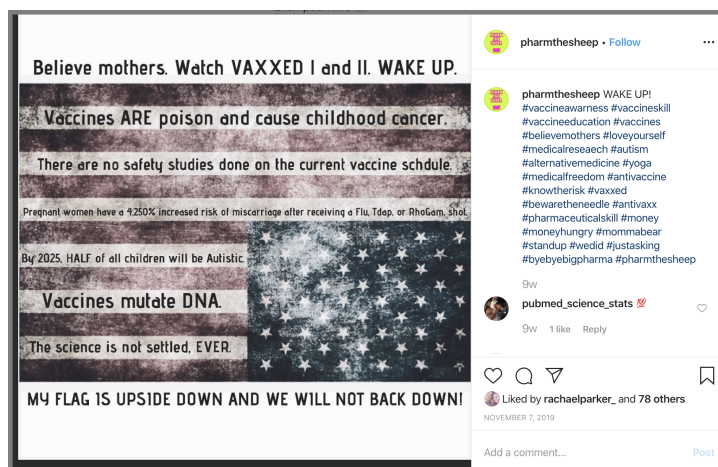 Believe mothers. Watch VAXXED I and II. WAKE UP.
Vaccines ARE poison and cause childhood cancer.
There are no safety studies done on the current vaccine schdule.
Pregnant women have a 4,250% increased risk of miscarriage after receiving a Flu, Tdap, or RhoGam, shot.
By 2025, HALF of all children will be Autistic.
Vaccines mutate DNA.
The science is not settled, EVER.
MY FLAG IS UPSIDE DOWN AND WE WILL NOT BACK DOWN!
pharmthesheep • Follow
pharmthesheep WAKE UP!
#vaccineawarness #vaccineskill
#vaccineeducation #vaccines
#believemothers #loveyourself
#medicalreseaech #autism
#alternativemedicine #yoga
#medicalfreedom #antivaccine
#knowtherisk #vaxxed
#bewaretheneedle #antivaxx
#pharmaceuticalskill #money
#moneyhungry #mommabear
#standup #wedid #justasking
#byebyebigpharma #pharmthesheep
9w
pubmed_science_stats 💯
9w 1 like Reply
Liked by rachaelparker_ and 78 others
NOVEMBER 7, 2019
Add a comment... Post